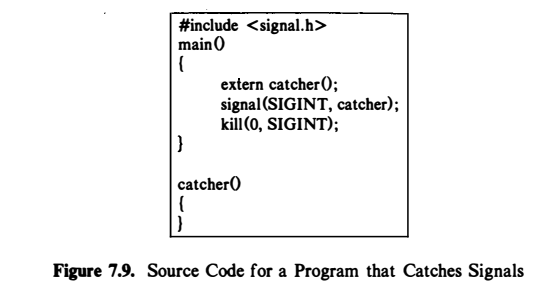 #include <signal.h>
main()
{
extern catcher();
signal(SIGINT, catcher);
kill(0, SIGINT);
}
catcher()
{
}
Figure 7.9. Source Code for a Program that Catches Signals